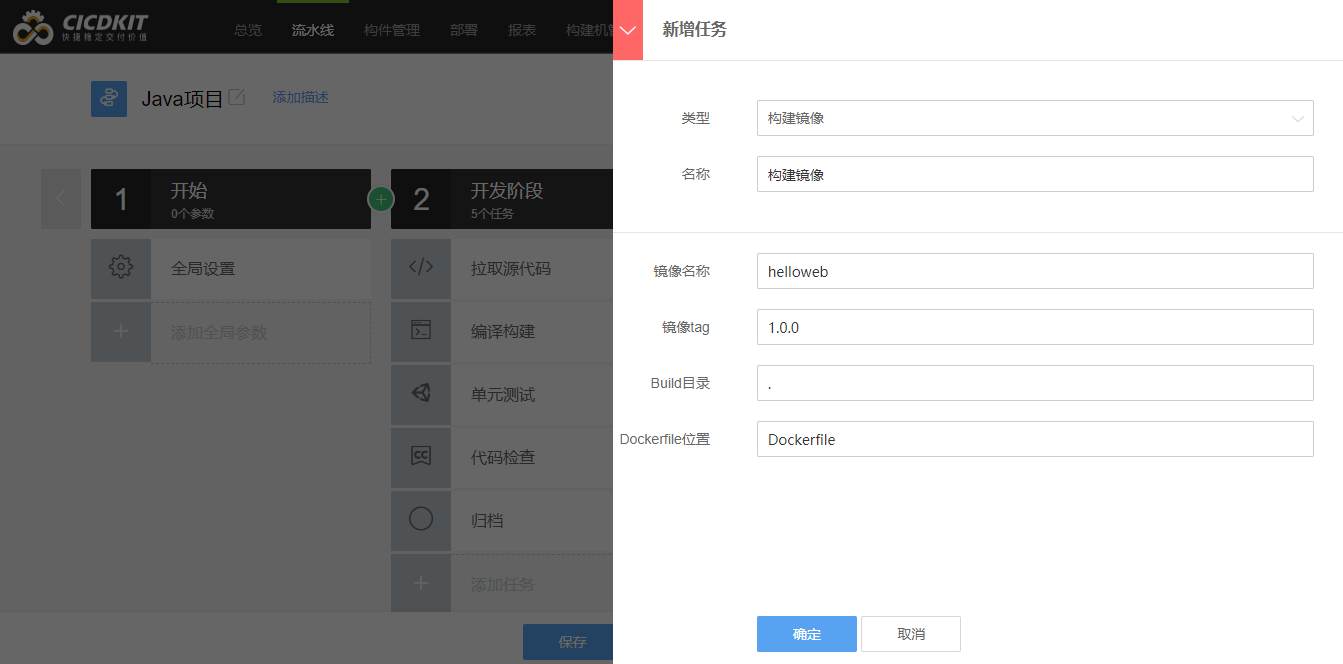 CICDKIT
快捷稳定交付价值
总览
流水线
构件管理
部署
报表
构建机管
Java项目
添加描述
1
开始
0个参数
2
开发阶段
5个任务
全局设置
添加全局参数
拉取源代码
编译构建
单元测试
代码检查
归档
添加任务
保存
新增任务
类型
构建镜像
名称
构建镜像
镜像名称
helloweb
镜像tag
1.0.0
Build目录
.
Dockerfile位置
Dockerfile
确定
取消